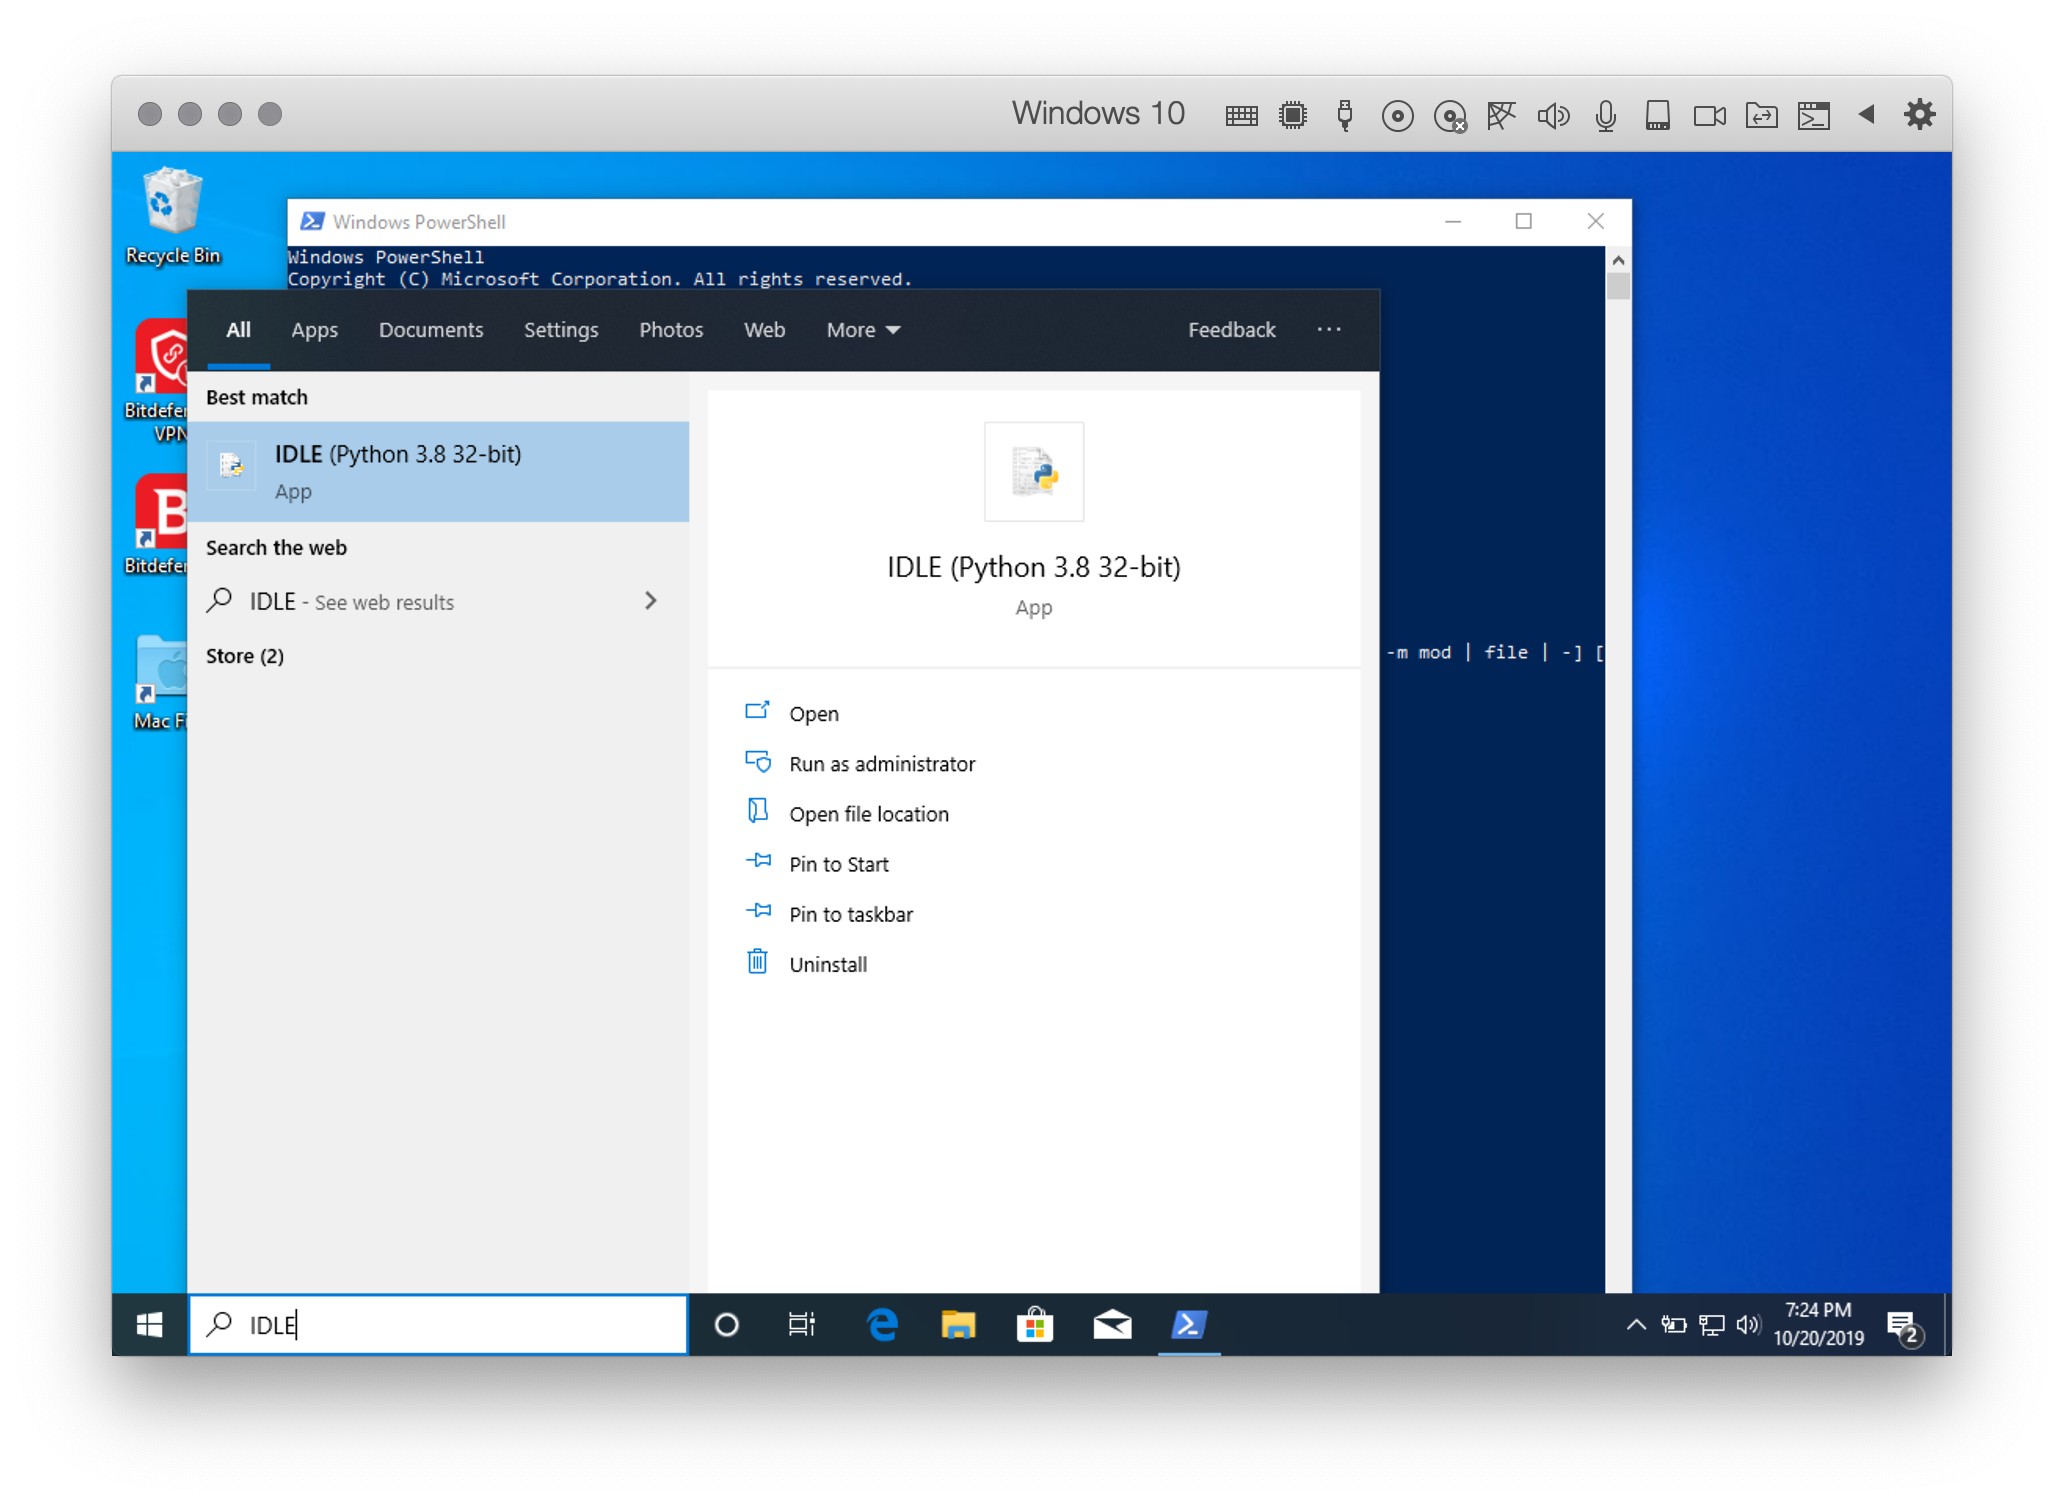 Windows 10
Recycle Bin
Windows PowerShell
Windows PowerShell
Copyright (C) Microsoft Corporation. All rights reserved.
All Apps Documents Settings Photos Web More Feedback ...
Best match
IDLE (Python 3.8 32-bit)
App
Search the web
IDLE - See web results
Store (2)
IDLE (Python 3.8 32-bit)
App
Open
Run as administrator
Open file location
Pin to Start
Pin to taskbar
Uninstall
Bitdefen
VPN
B
Bitdefen
Mac Fi
-m mod | file | -] [
IDLE
7:24 PM
10/20/2019
2